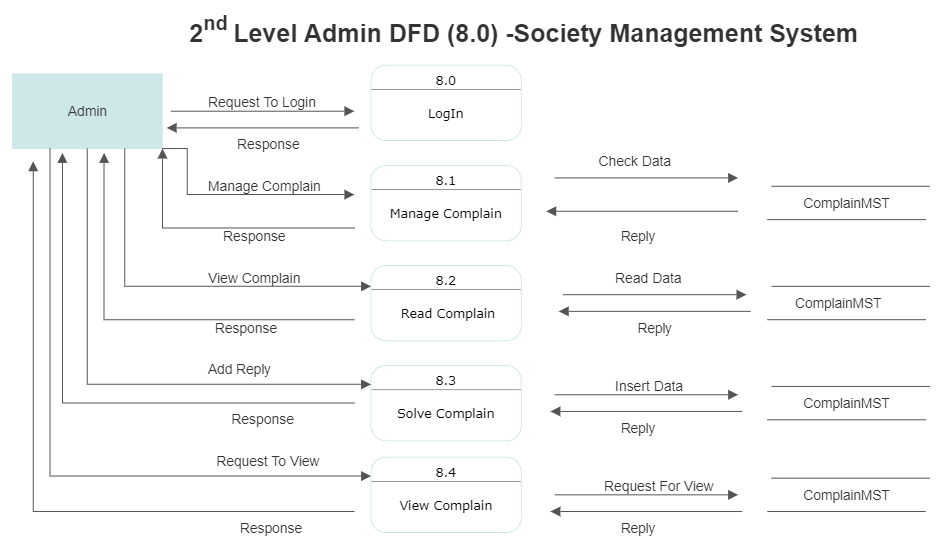 2nd Level Admin DFD (8.0) -Society Management System
Admin
Request To Login
Response
8.0
LogIn
Manage Complain
Response
8.1
Manage Complain
Check Data
Reply
ComplainMST
View Complain
Response
8.2
Read Complain
Read Data
Reply
ComplainMST
Add Reply
Response
8.3
Solve Complain
Insert Data
Reply
ComplainMST
Request To View
Response
8.4
View Complain
Request For View
Reply
ComplainMST